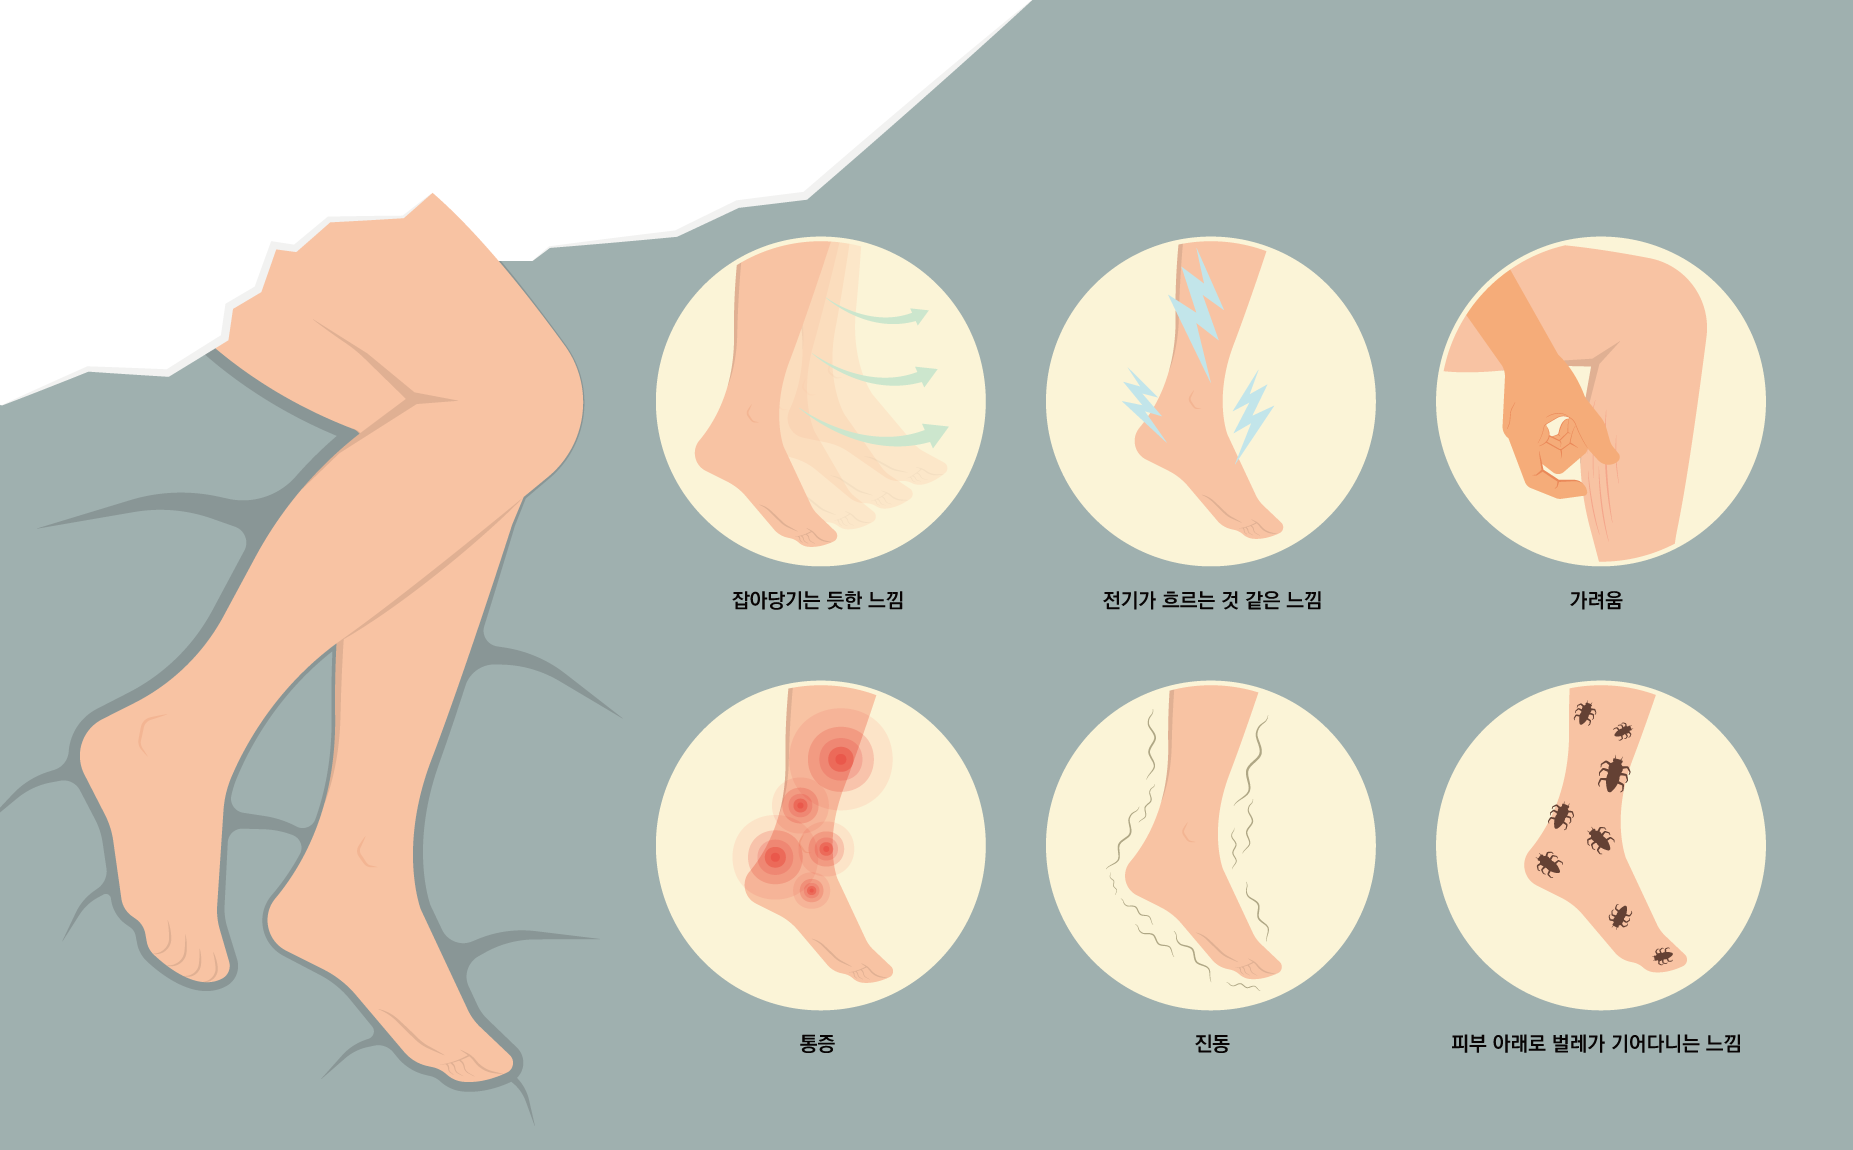 잡아당기는 듯한 느낌
전기가 흐르는 것 같은 느낌
가려움
통증
진동
피부 아래로 벌레가 기어다니는 느낌